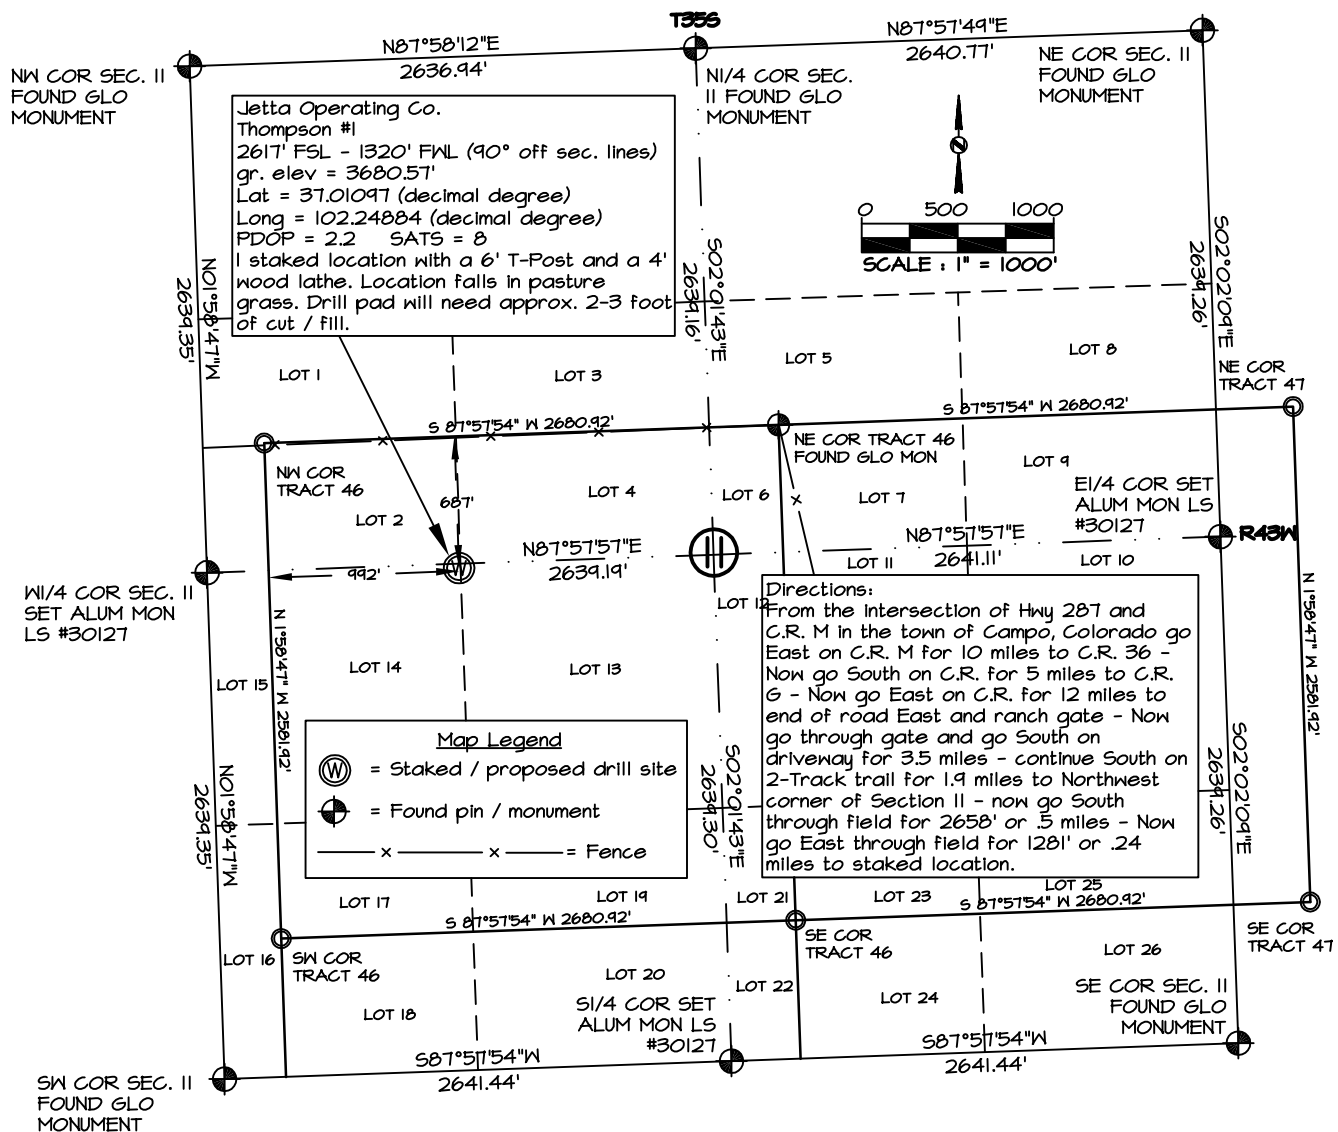 T35S
N87°58'12"E
2636.94'
N87°57'49"E
2640.77'
NW COR SEC. 11
FOUND GLO
MONUMENT
N1/4 COR SEC.
11 FOUND GLO
MONUMENT
NE COR SEC. 11
FOUND GLO
MONUMENT
Jetta Operating Co.
Thompson #1
2617' FSL - 1320' FWL (90° off sec. lines)
gr. elev = 3680.57'
Lat = 37.01097 (decimal degree)
Long = 102.24884 (decimal degree)
PDOP = 2.2 SATS = 8
I staked location with a 6' T-Post and a 4'
wood lathe. Location falls in pasture
grass. Drill pad will need approx. 2-3 foot
of cut / fill.
N
0 500 1000
SCALE : 1" = 1000'
N01°58'47"W
2639.35'
S02°01'43"E
2639.16'
S02°02'09"E
2639.26'
LOT 1
LOT 3
LOT 5
LOT 8
NE COR
TRACT 47
S 87°57'54" W 2680.92'
S 87°57'54" W 2680.92'
NW COR
TRACT 46
NE COR TRACT 46
FOUND GLO MON
LOT 2
687'
LOT 4
LOT 6
LOT 7
LOT 9
E1/4 COR SET
ALUM MON LS
#30127
R43W
N87°57'57"E
2639.19'
11
N87°57'57"E
2641.11'
LOT 11
LOT 10
992'
W
W1/4 COR SEC. 11
SET ALUM MON
LS #30127
LOT 12
Directions:
From the intersection of Hwy 287 and
C.R. M in the town of Campo, Colorado go
East on C.R. M for 10 miles to C.R. 36 -
Now go South on C.R. for 5 miles to C.R.
G - Now go East on C.R. for 12 miles to
end of road East and ranch gate - Now
go through gate and go South on
driveway for 3.5 miles - continue South on
2-Track trail for 1.9 miles to Northwest
corner of Section 11 - now go South
through field for 2658' or .5 miles - Now
go East through field for 1281' or .24
miles to staked location.
N 1°58'47" W 2581.92'
N 1°58'47" W 2581.92'
LOT 14
LOT 13
LOT 15
Map Legend
W = Staked / proposed drill site
= Found pin / monument
x x = Fence
N01°58'47"W
2639.35'
S02°01'43"E
2639.30'
S02°02'09"E
2639.26'
LOT 17
LOT 19
LOT 21
LOT 23
LOT 25
S 87°57'54" W 2680.92'
S 87°57'54" W 2680.92'
LOT 16
SW COR
TRACT 46
SE COR
TRACT 46
SE COR
TRACT 47
LOT 20
LOT 22
LOT 24
LOT 26
LOT 18
S1/4 COR SET
ALUM MON LS
#30127
SE COR SEC. 11
FOUND GLO
MONUMENT
S87°57'54"W
2641.44'
S87°57'54"W
2641.44'
SW COR SEC. 11
FOUND GLO
MONUMENT